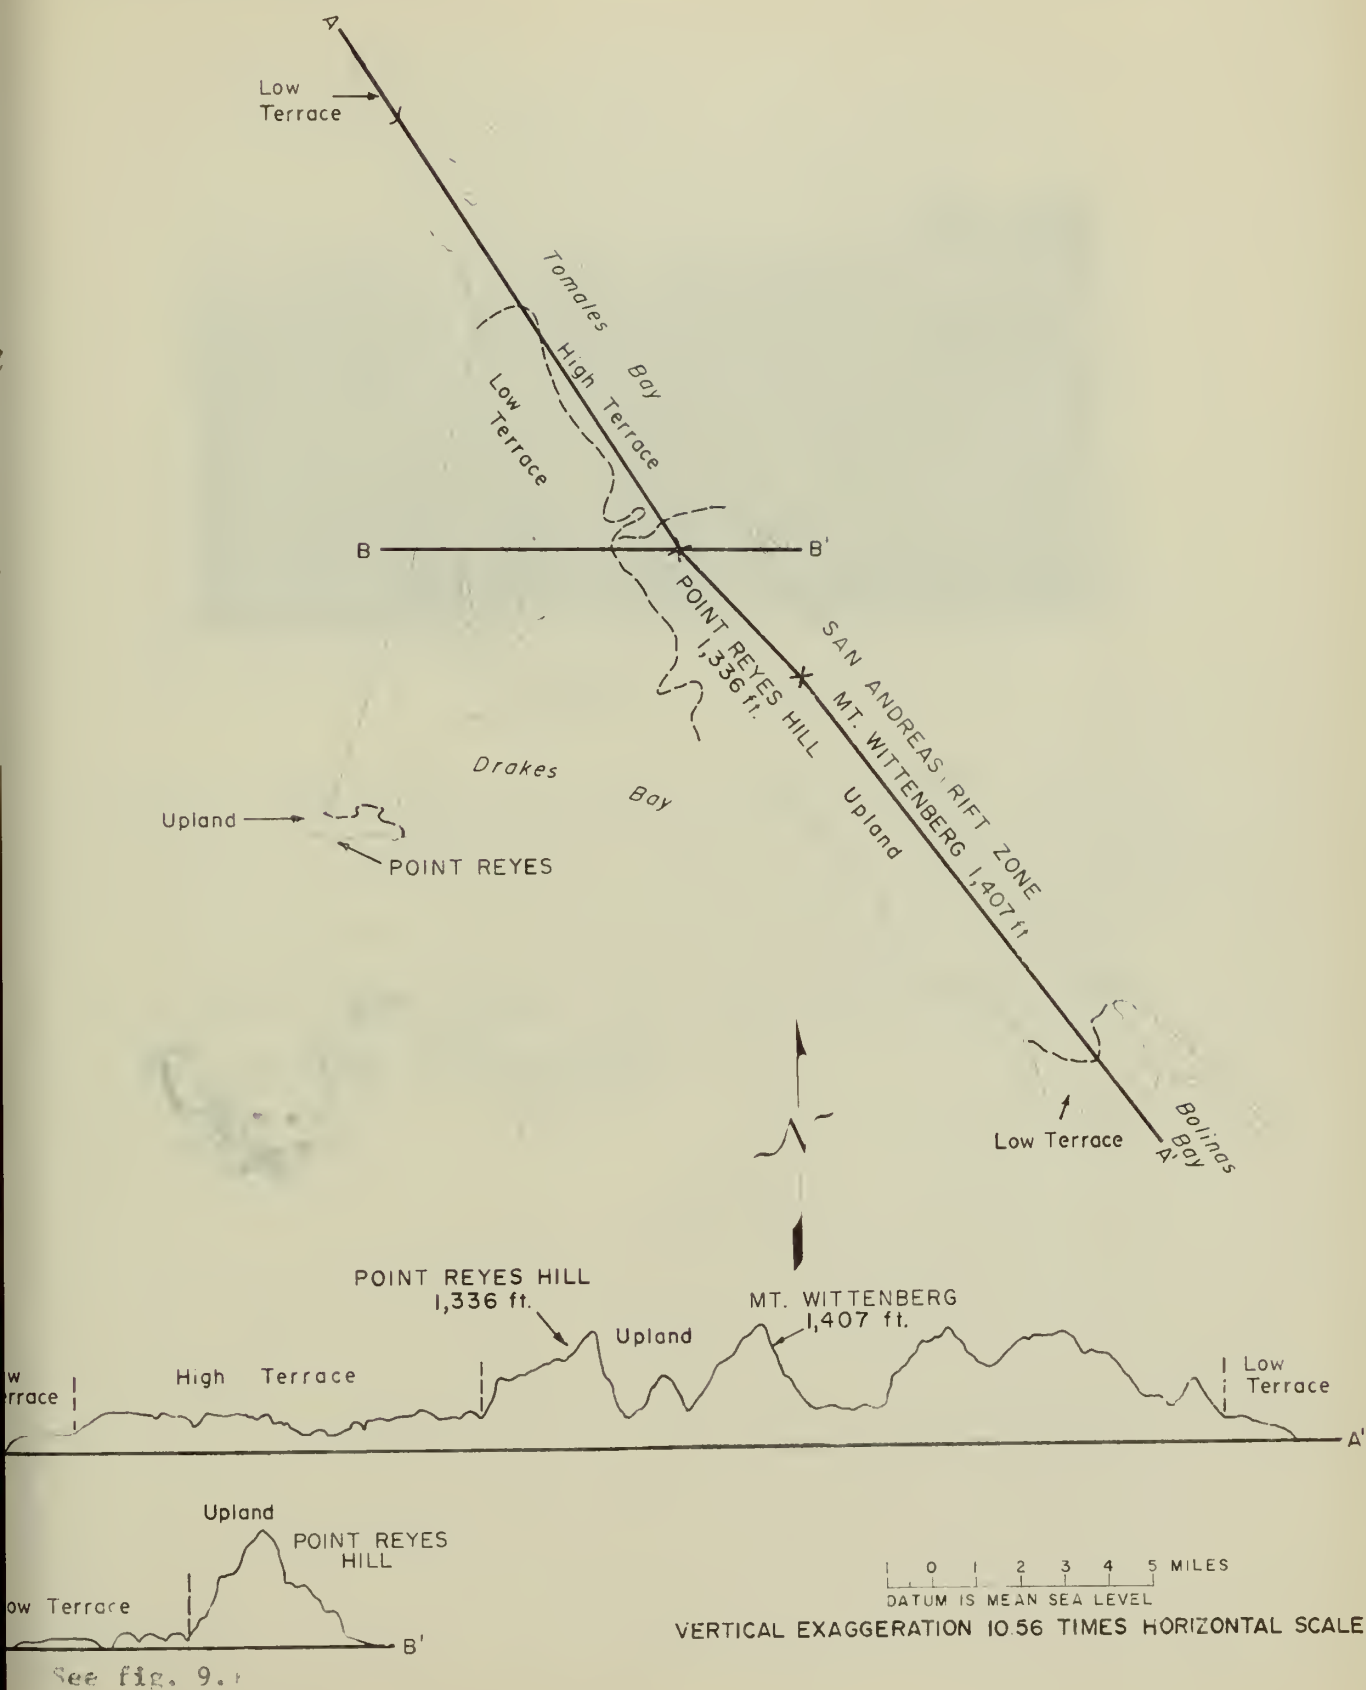 A
Low
Terrace
Tomales Bay
High Terrace
Low
Terrace
B
B'
POINT REYES HILL
1,336 ft.
SAN ANDREAS RIFT ZONE
MT. WITTENBERG 1,407 ft
Upland
Drakes Bay
Upland
POINT REYES
N
Low Terrace
Bolinas
Bay
A'
POINT REYES HILL
1,336 ft.
Upland
MT. WITTENBERG
1,407 ft.
w
rrace
High Terrace
Low
Terrace
A'
Upland
POINT REYES
HILL
ow Terrace
B'
1 0 1 2 3 4 5 MILES
DATUM IS MEAN SEA LEVEL
VERTICAL EXAGGERATION 10.56 TIMES HORIZONTAL SCALE
See fig. 9.